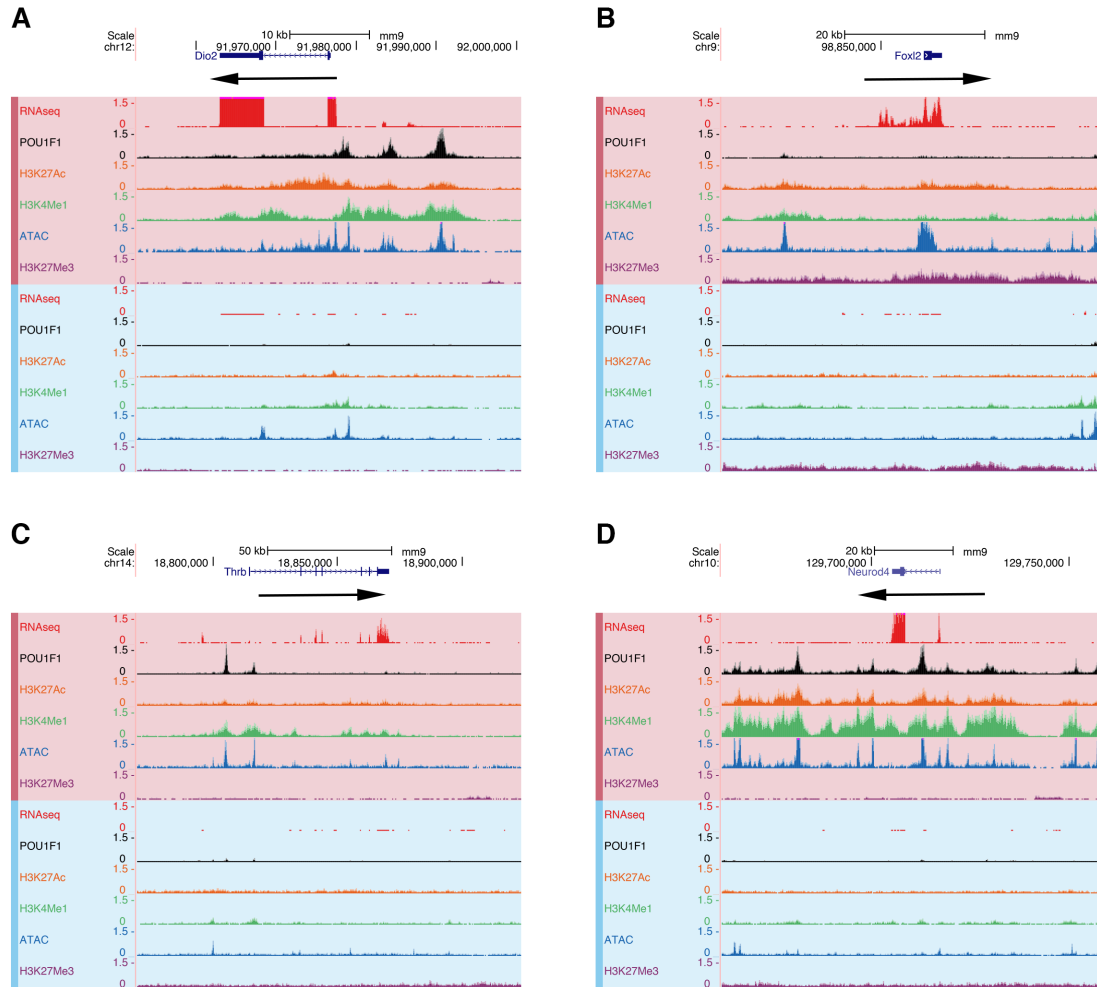 A
Scale 10 kb mm9
chr12: 91,970,000 91,980,000 91,990,000 92,000,000
Dio2
RNAseq 1.5 - 0
POU1F1 1.5 - 0
H3K27Ac 1.5 - 0
H3K4Me1 1.5 - 0
ATAC 1.5 - 0
H3K27Me3 1.5 - 0
RNAseq 1.5 - 0
POU1F1 1.5 - 0
H3K27Ac 1.5 - 0
H3K4Me1 1.5 - 0
ATAC 1.5 - 0
H3K27Me3 1.5 - 0
B
Scale 20 kb mm9
chr9: 98,850,000
Foxl2
RNAseq 1.5 - 0
POU1F1 1.5 - 0
H3K27Ac 1.5 - 0
H3K4Me1 1.5 - 0
ATAC 1.5 - 0
H3K27Me3 1.5 - 0
RNAseq 1.5 - 0
POU1F1 1.5 - 0
H3K27Ac 1.5 - 0
H3K4Me1 1.5 - 0
ATAC 1.5 - 0
H3K27Me3 1.5 - 0
C
Scale 50 kb mm9
chr14: 18,800,000 18,850,000 18,900,000
Thrb
RNAseq 1.5 - 0
POU1F1 1.5 - 0
H3K27Ac 1.5 - 0
H3K4Me1 1.5 - 0
ATAC 1.5 - 0
H3K27Me3 1.5 - 0
RNAseq 1.5 - 0
POU1F1 1.5 - 0
H3K27Ac 1.5 - 0
H3K4Me1 1.5 - 0
ATAC 1.5 - 0
H3K27Me3 1.5 - 0
D
Scale 20 kb mm9
chr10: 129,700,000 129,750,000
Neurod4
RNAseq 1.5 - 0
POU1F1 1.5 - 0
H3K27Ac 1.5 - 0
H3K4Me1 1.5 - 0
ATAC 1.5 - 0
H3K27Me3 1.5 - 0
RNAseq 1.5 - 0
POU1F1 1.5 - 0
H3K27Ac 1.5 - 0
H3K4Me1 1.5 - 0
ATAC 1.5 - 0
H3K27Me3 1.5 - 0